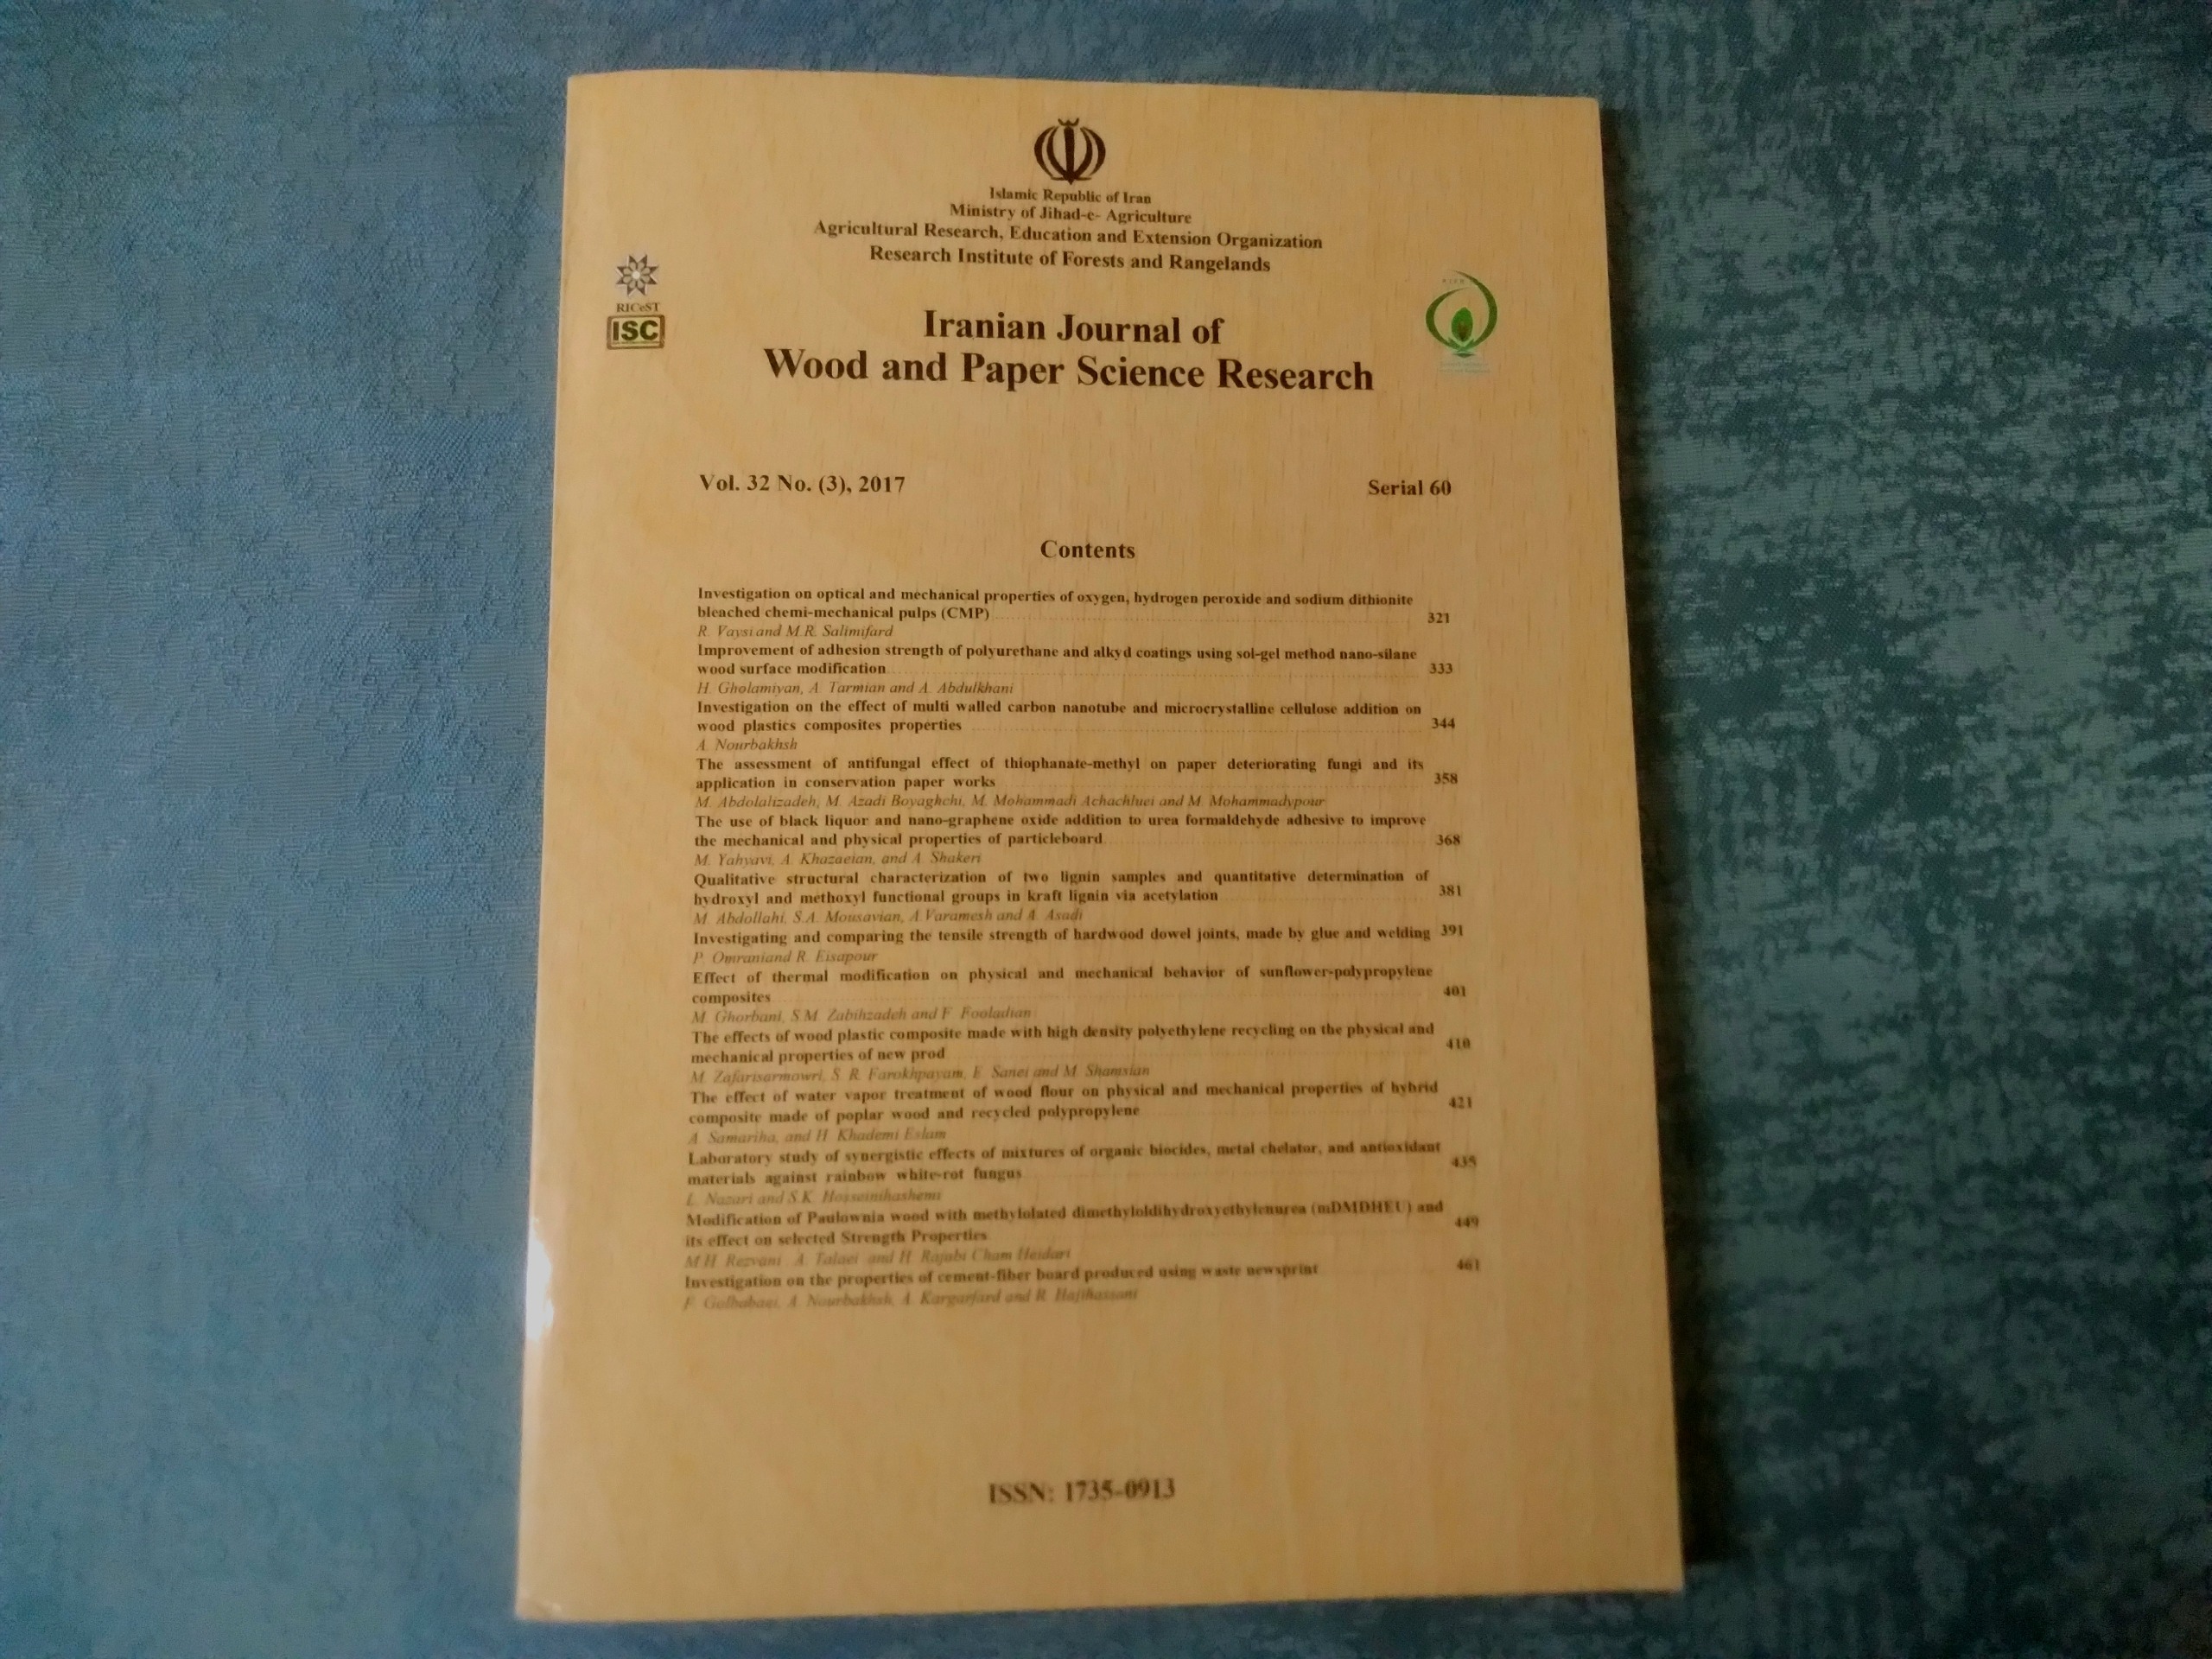 Islamic Republic of Iran
Ministry of Jihad-e- Agriculture
Agricultural Research, Education and Extension Organization
Research Institute of Forests and Rangelands
RICeST
ISC
Iranian Journal of
Wood and Paper Science Research
Vol. 32 No. (3), 2017 Serial 60
Contents
Investigation on optical and mechanical properties of oxygen, hydrogen peroxide and sodium dithionite
bleached chemi-mechanical pulps (CMP) 321
R. Vaysi and M.R. Salimifard
Improvement of adhesion strength of polyurethane and alkyd coatings using sol-gel method nano-silane
wood surface modification 333
H. Gholamiyan, A. Tarmian and A. Abdulkhani
Investigation on the effect of multi walled carbon nanotube and microcrystalline cellulose addition on
wood plastics composites properties 344
A. Nourbakhsh
The assessment of antifungal effect of thiophanate-methyl on paper deteriorating fungi and its
application in conservation paper works 358
M. Abdolalizadeh, M. Azadi Boyaghchi, M. Mohammadi Achachluei and M. Mohammadypour
The use of black liquor and nano-graphene oxide addition to urea formaldehyde adhesive to improve
the mechanical and physical properties of particleboard 368
M. Yahyavi, A. Khazaeian, and A. Shakeri
Qualitative structural characterization of two lignin samples and quantitative determination of
hydroxyl and methoxyl functional groups in kraft lignin via acetylation 381
M. Abdollahi, S.A. Mousavian, A.Varamesh and A. Asadi
Investigating and comparing the tensile strength of hardwood dowel joints, made by glue and welding 391
P. Omraniand R. Eisapour
Effect of thermal modification on physical and mechanical behavior of sunflower-polypropylene
composites 401
M. Ghorbani, S.M. Zabihzadeh and F. Fooladian
The effects of wood plastic composite made with high density polyethylene recycling on the physical and
mechanical properties of new prod 410
M. Zafarisarmowri, S. R. Farokhpayam, E. Sanei and M. Shamsian
The effect of water vapor treatment of wood flour on physical and mechanical properties of hybrid
composite made of poplar wood and recycled polypropylene 421
A. Samariha, and H. Khademi Eslam
Laboratory study of synergistic effects of mixtures of organic biocides, metal chelator, and antioxidant
materials against rainbow white-rot fungus 435
L. Nazari and S.K. Hosseinihashemi
Modification of Paulownia wood with methylolated dimethyloldihydroxyethylenurea (mDMDHEU) and
its effect on selected Strength Properties 449
M.H. Rezvani, A. Talaei and H. Rajabi Cham Heidari
Investigation on the properties of cement-fiber board produced using waste newsprint 461
F. Golbabaei, A. Nourbakhsh, A. Kargarfard and R. Hajihassani
ISSN: 1735-0913